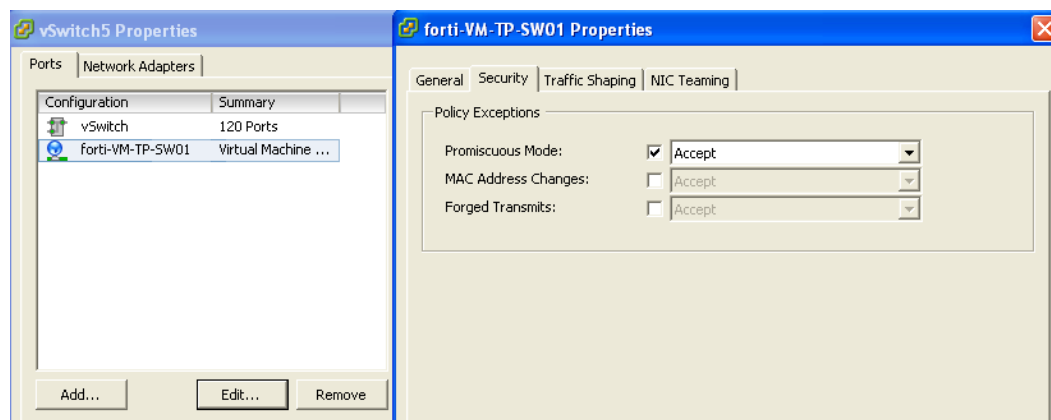 vSwitch5 Properties
Ports
Network Adapters
Configuration
Summary
vSwitch
120 Ports
forti-VM-TP-SW01
Virtual Machine ...
Add...
Edit...
Remove
forti-VM-TP-SW01 Properties
General
Security
Traffic Shaping
NIC Teaming
Policy Exceptions
Promiscuous Mode:
Accept
MAC Address Changes:
Accept
Forged Transmits:
Accept